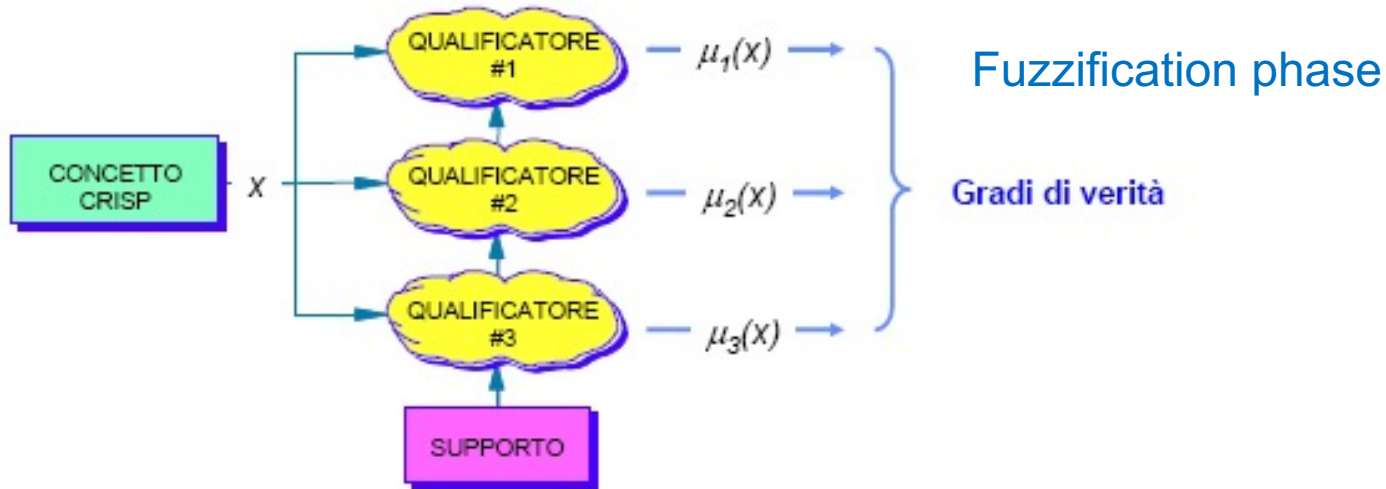 QUALIFICATORE
#1
μ1(x)
Fuzzification phase
CONCETTO
CRISP
x
QUALIFICATORE
#2
μ2(x)
Gradi di verità
QUALIFICATORE
#3
μ3(x)
SUPPORTO